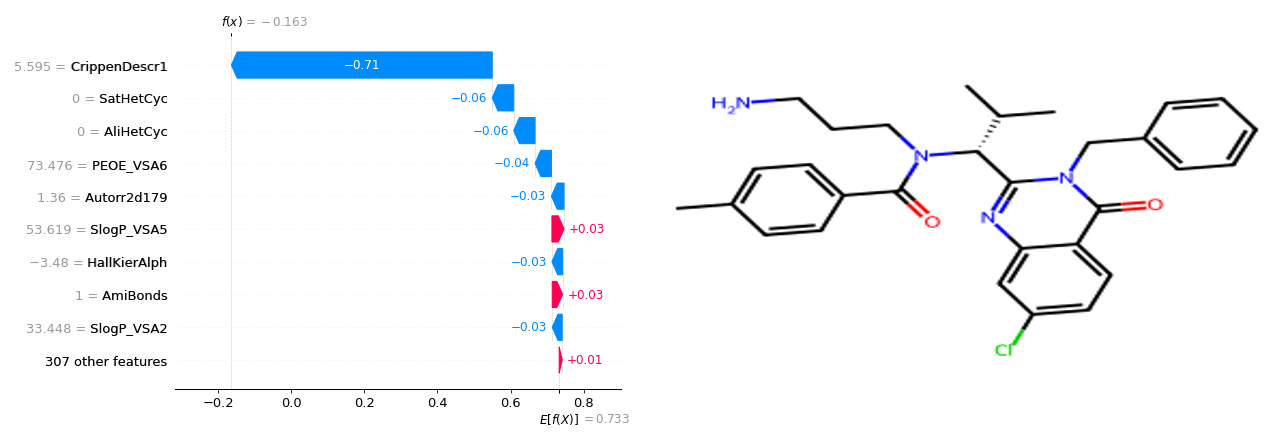 f(x) = −0.163
5.595 = CrippenDescr1
−0.71
0 = SatHetCyc
−0.06
0 = AliHetCyc
−0.06
73.476 = PEOE_VSA6
−0.04
1.36 = Autorr2d179
−0.03
53.619 = SlogP_VSA5
+0.03
−3.48 = HallKierAlph
−0.03
1 = AmiBonds
+0.03
33.448 = SlogP_VSA2
−0.03
307 other features
+0.01
−0.2 0.0 0.2 0.4 0.6 0.8
E[f(X)] = 0.733
H2N
N
O
N
N
O
Cl